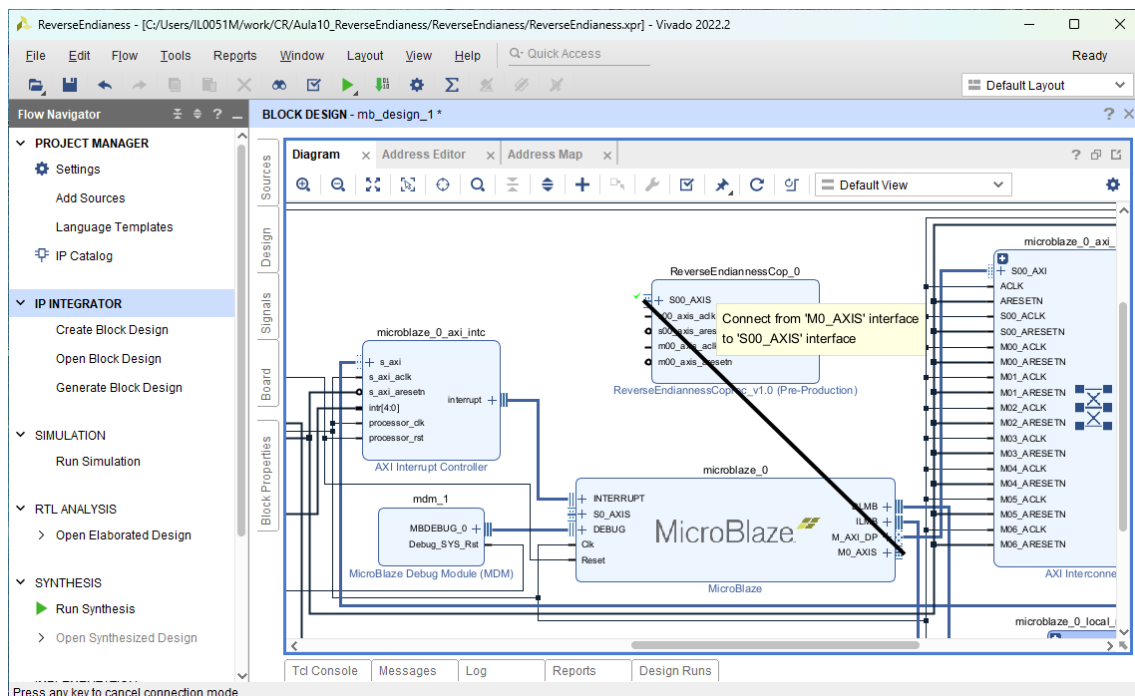 ReverseEndianess - [C:/Users/IL0051M/work/CR/Aula10_ReverseEndianess/ReverseEndianess/ReverseEndianess.xpr] - Vivado 2022.2
File Edit Flow Tools Reports Window Layout View Help Q- Quick Access
Ready
Default Layout
Flow Navigator
PROJECT MANAGER
Settings
Add Sources
Language Templates
IP Catalog
IP INTEGRATOR
Create Block Design
Open Block Design
Generate Block Design
SIMULATION
Run Simulation
RTL ANALYSIS
Open Elaborated Design
SYNTHESIS
Run Synthesis
Open Synthesized Design
BLOCK DESIGN - mb_design_1 *
Sources
Design
Signals
Board
Block Properties
Diagram
Address Editor
Address Map
Default View
microblaze_0_axi_intc
s_axi
s_axi_aclk
s_axi_aresetn
intr[4:0]
processor_clk
processor_rst
interrupt
AXI Interrupt Controller
mdm_1
MBDEBUG_0
Debug_SYS_Rst
MicroBlaze Debug Module (MDM)
ReverseEndiannessCop_0
S00_AXIS
m00_axis_aresetn
(Pre-Production)
Connect from 'M0_AXIS' interface
to 'S00_AXIS' interface
microblaze_0
INTERRUPT
S0_AXIS
DEBUG
Clk
Reset
MicroBlaze
ILMB
M_AXI_DP
M0_AXIS
MicroBlaze
microblaze_0_axi_
S00_AXI
ACLK
ARESETN
S00_ACLK
S00_ARESETN
M00_ACLK
M00_ARESETN
M01_ACLK
M01_ARESETN
M02_ACLK
M02_ARESETN
M03_ACLK
M03_ARESETN
M04_ACLK
M04_ARESETN
M05_ACLK
M05_ARESETN
M06_ACLK
M06_ARESETN
AXI Interconne
microblaze_0_local_
Tcl Console
Messages
Log
Reports
Design Runs
Press any key to cancel connection mode